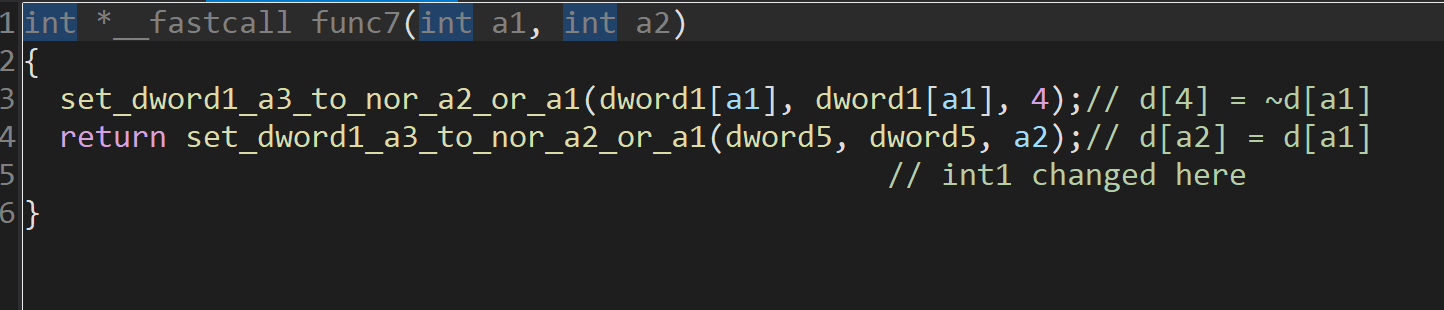 1 int *__fastcall func7(int a1, int a2)
2 {
3   set_dword1_a3_to_nor_a2_or_a1(dword1[a1], dword1[a1], 4);// d[4] = ~d[a1]
4   return set_dword1_a3_to_nor_a2_or_a1(dword5, dword5, a2);// d[a2] = d[a1]
5                                                 // int1 changed here
6 }